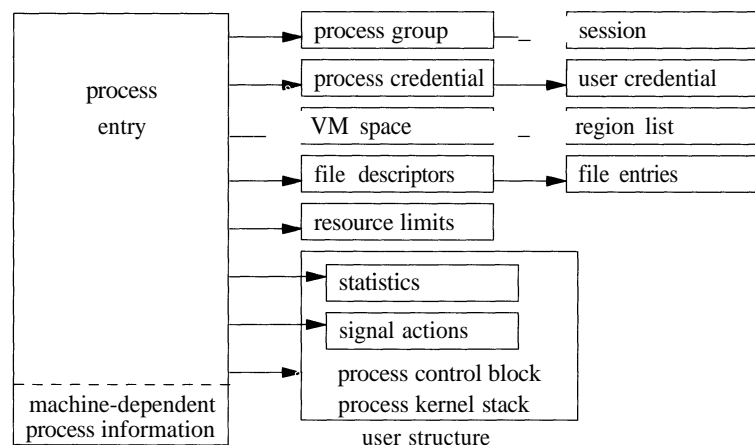 process group
session
process credential
user credential
process
entry
VM space
region list
file descriptors
file entries
resource limits
statistics
signal actions
process control block
process kernel stack
machine-dependent
process information
user structure